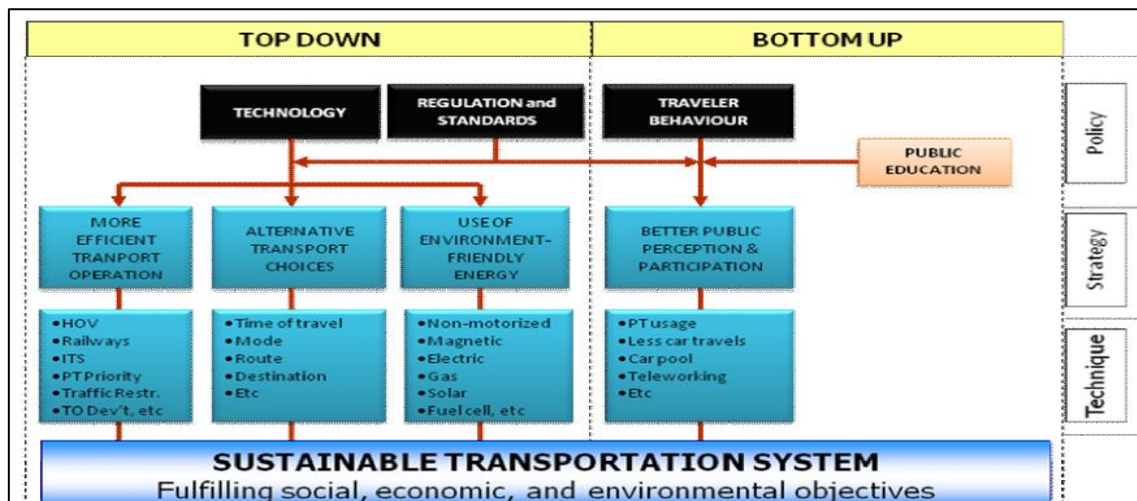 TOP DOWN
BOTTOM UP
TECHNOLOGY
REGULATION and
STANDARDS
TRAVELER
BEHAVIOUR
PUBLIC
EDUCATION
Policy
MORE
EFFICIENT
TRANPORT
OPERATION
ALTERNATIVE
TRANSPORT
CHOICES
USE OF
ENVIRONMENT-
FRIENDLY
ENERGY
BETTER PUBLIC
PERCEPTION &
PARTICIPATION
Strategy
•HOV
•Railways
•ITS
•PT Priority
•Traffic Restr.
•TO Dev't, etc
•Time of travel
•Mode
•Route
•Destination
•Etc
•Non-motorized
•Magnetic
•Electric
•Gas
•Solar
•Fuel cell, etc
•PT usage
•Less car travels
•Car pool
•Teleworking
•Etc
Technique
SUSTAINABLE TRANSPORTATION SYSTEM
Fulfilling social, economic, and environmental objectives